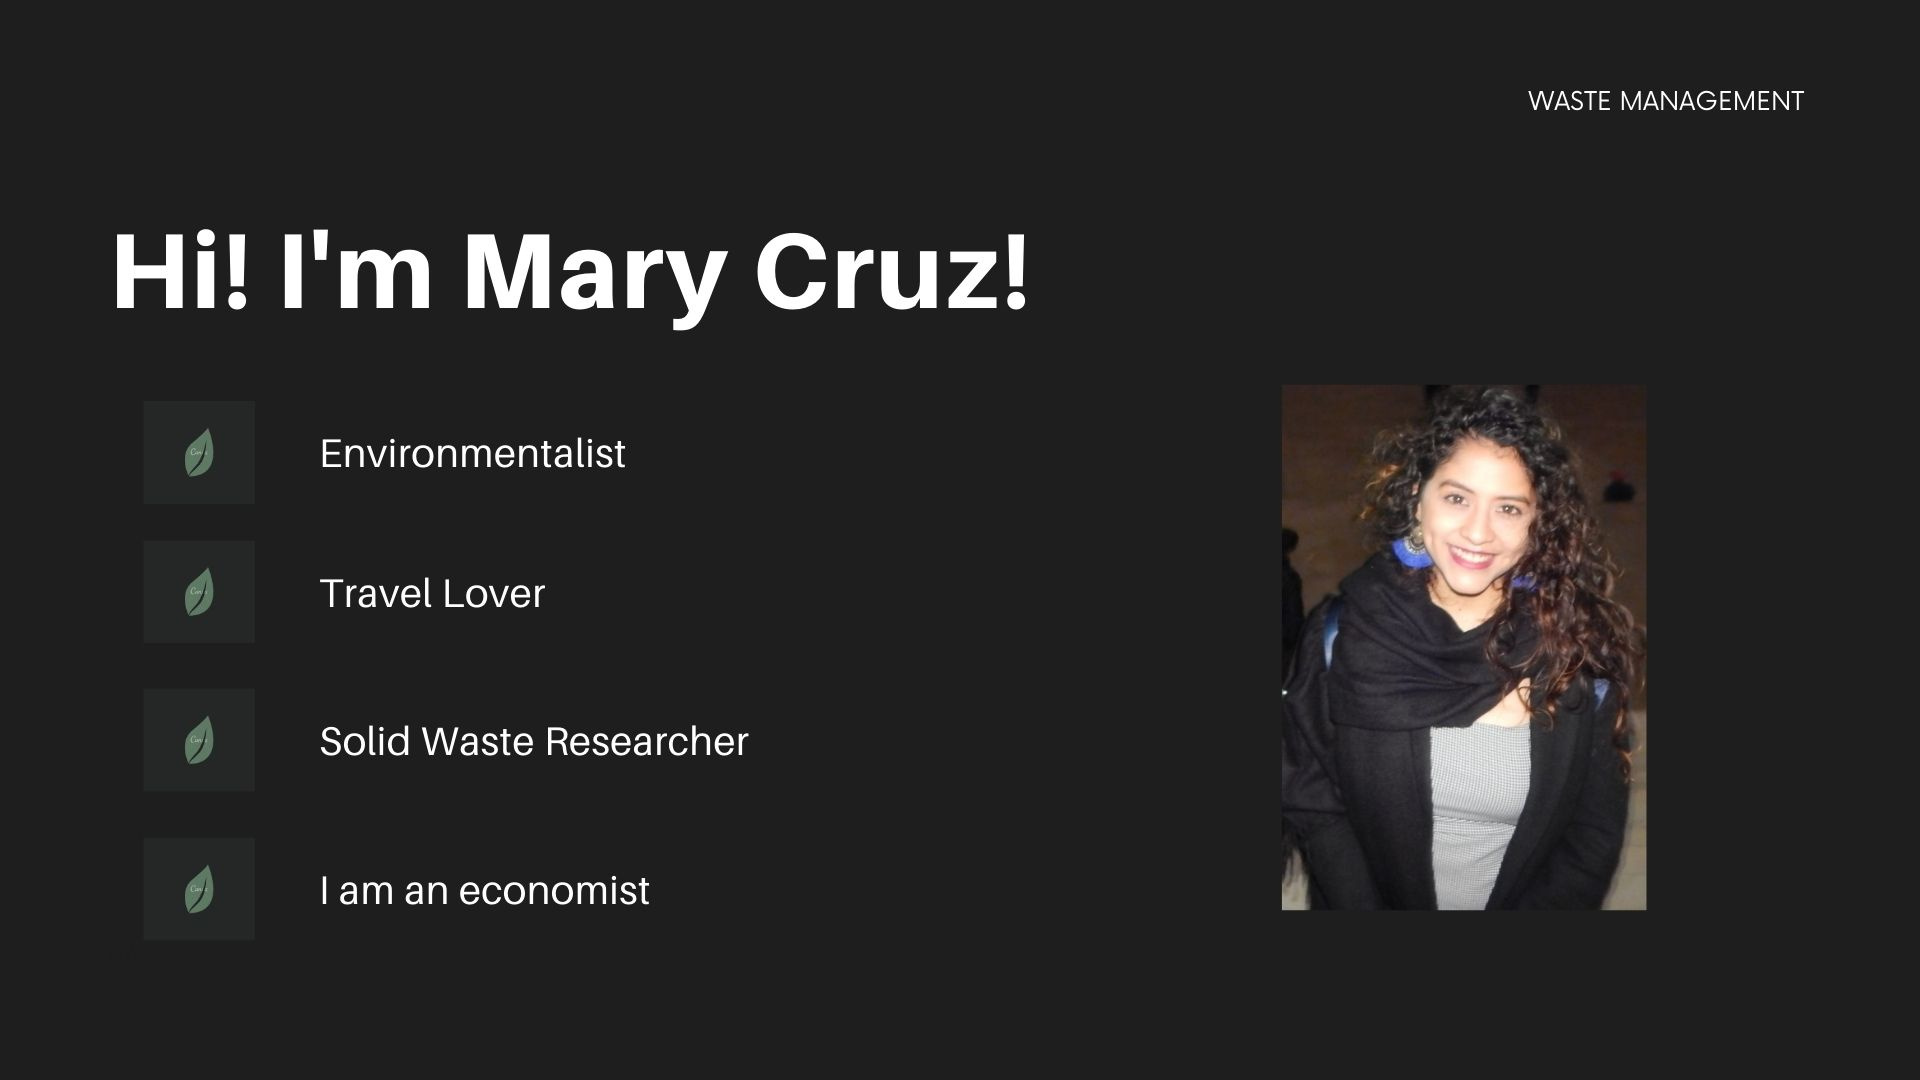 WASTE MANAGEMENT
Hi! I'm Mary Cruz!
Environmentalist
Travel Lover
Solid Waste Researcher
I am an economist